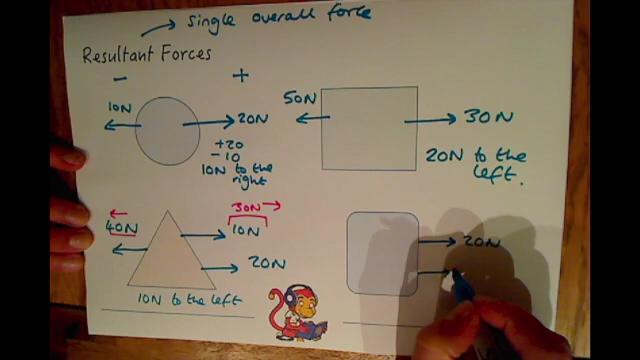 single overall force
Resultant Forces
- +
10N
20N
+20
-10
10N to the
right
50N
30N
20N to the
left.
40N
30N
10N
20N
10N to the left
20N